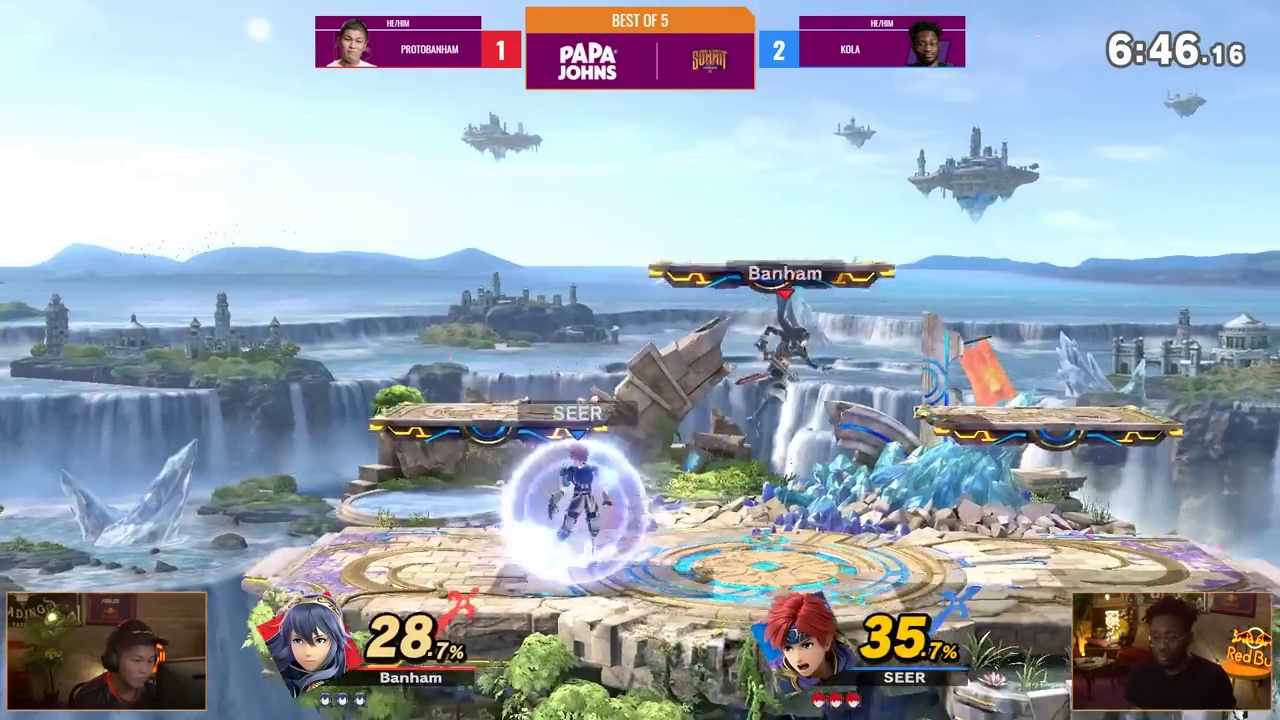 HE/HIM
PROTOBANHAM
1
BEST OF 5
PAPA JOHNS
SUMMIT
2
HE/HIM
KOLA
6:46.16
Banham
SEER
28.7%
Banham
35.7%
SEER
RedBu